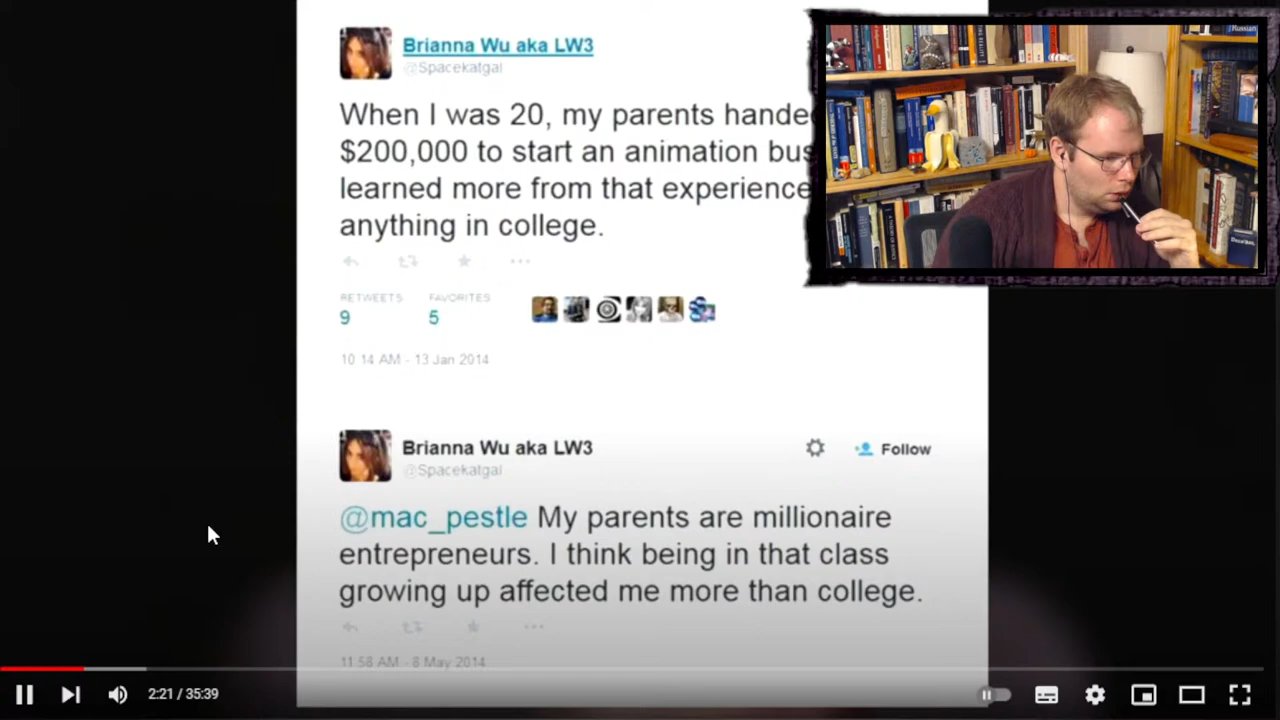 Brianna Wu aka LW3
@Spacekatgal
When I was 20, my parents handed
$200,000 to start an animation bus
learned more from that experience
anything in college.
RETWEETS FAVORITES
9 5
10:14 AM - 13 Jan 2014
Brianna Wu aka LW3
Follow
@Spacekatgal
@mac_pestle My parents are millionaire
entrepreneurs. I think being in that class
growing up affected me more than college.
11:58 AM - 8 May 2014
2:21 / 35:39
Russian